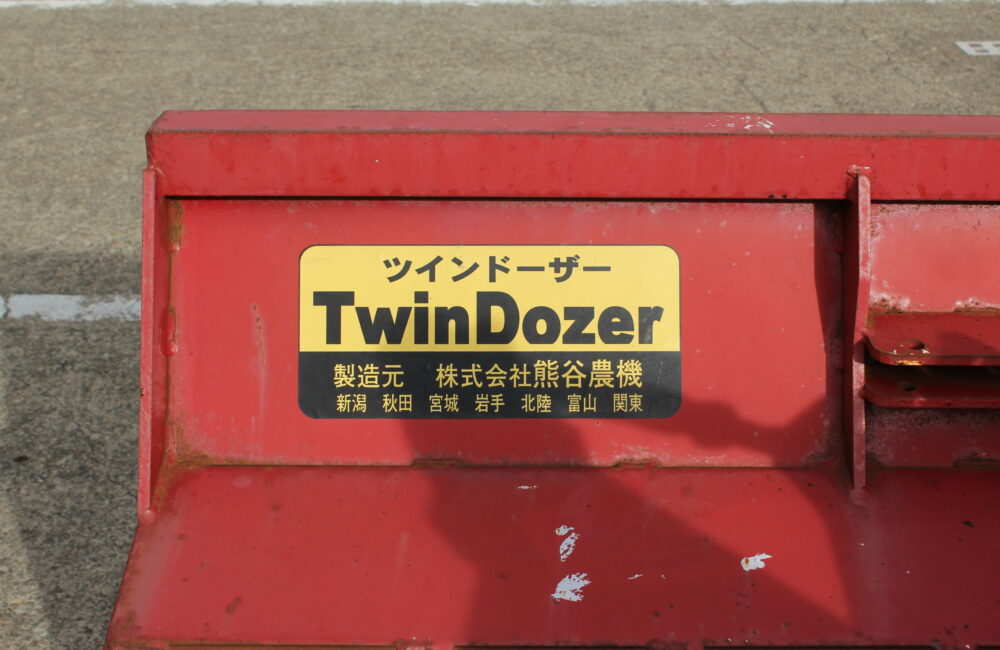 ツインドーザー
TwinDozer
製造元 株式会社熊谷農機
新潟 秋田 宮城 岩手 北陸 富山 関東